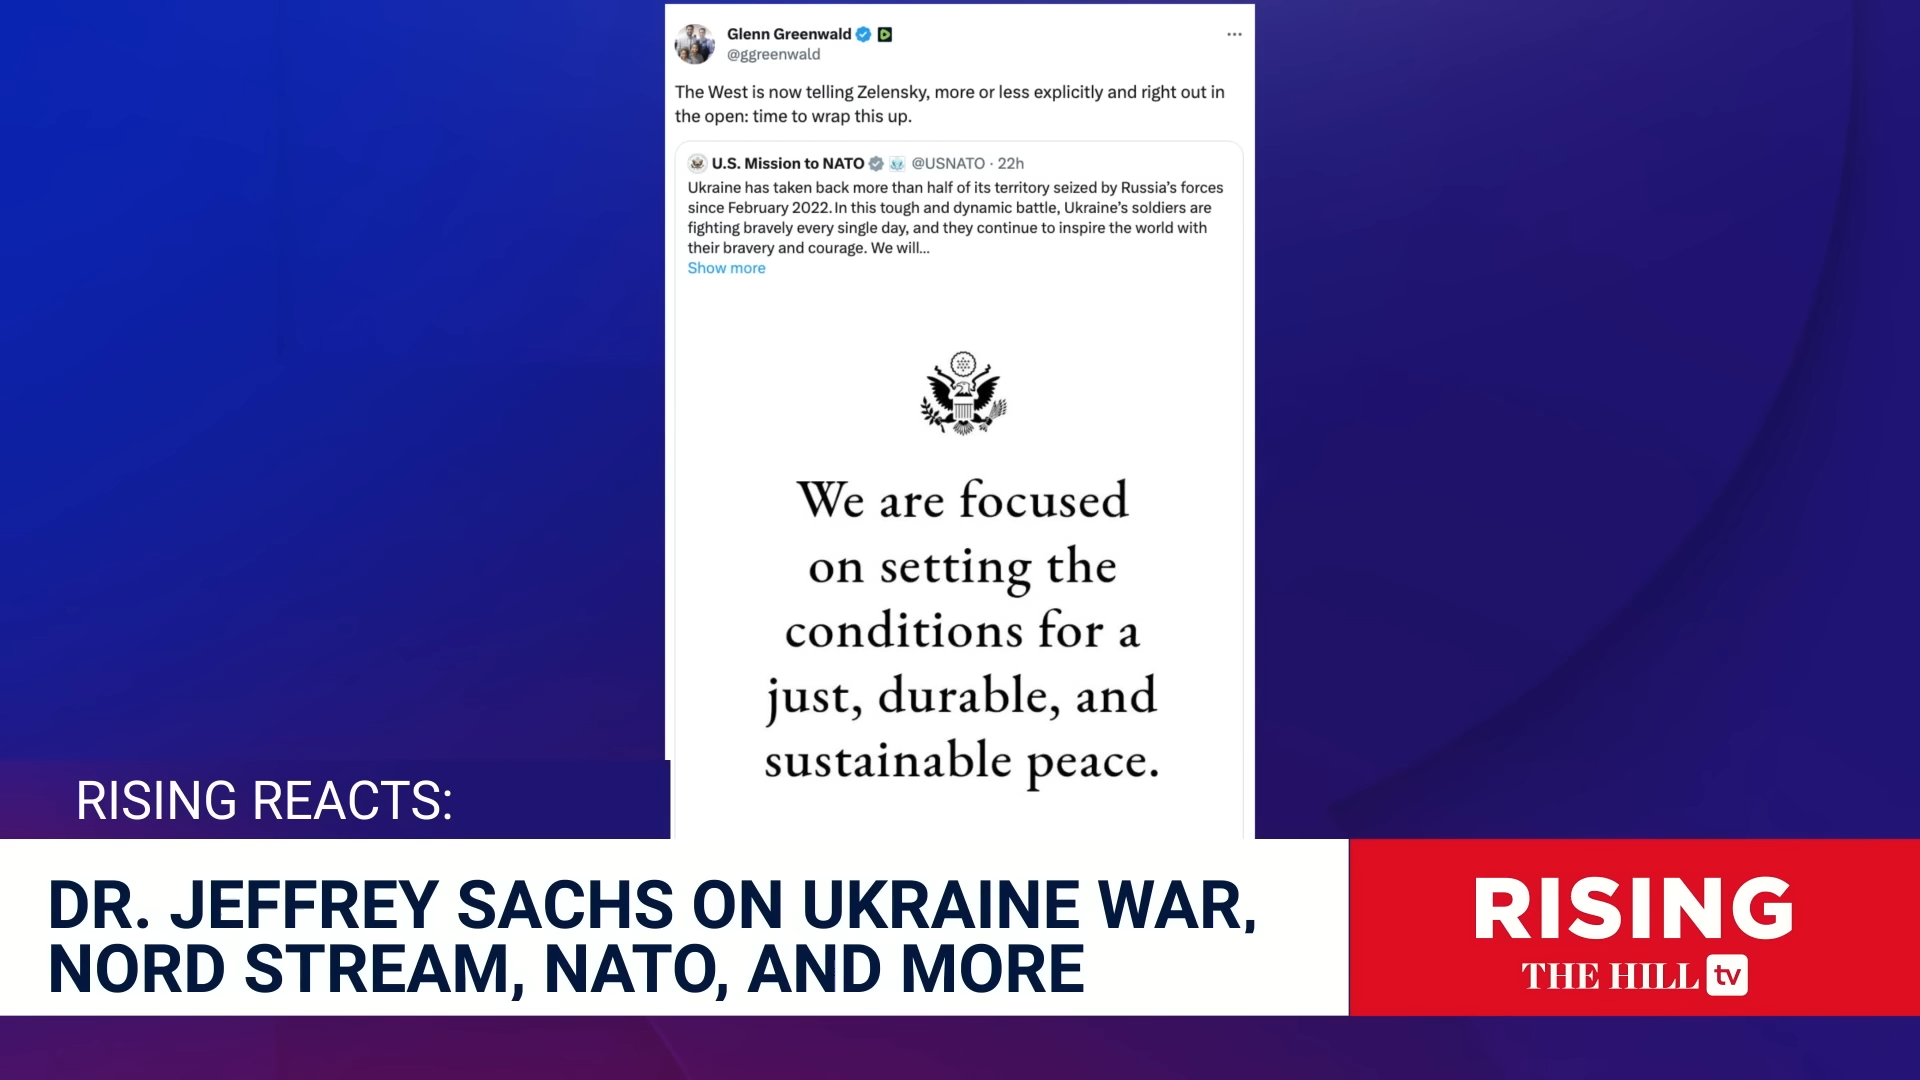 Glenn Greenwald
@ggreenwald
The West is now telling Zelensky, more or less explicitly and right out in
the open: time to wrap this up.
U.S. Mission to NATO @USNATO · 22h
Ukraine has taken back more than half of its territory seized by Russia’s forces
since February 2022. In this tough and dynamic battle, Ukraine’s soldiers are
fighting bravely every single day, and they continue to inspire the world with
their bravery and courage. We will...
Show more
We are focused
on setting the
conditions for a
just, durable, and
sustainable peace.
RISING REACTS:
DR. JEFFREY SACHS ON UKRAINE WAR,
NORD STREAM, NATO, AND MORE
RISING
THE HILL tv